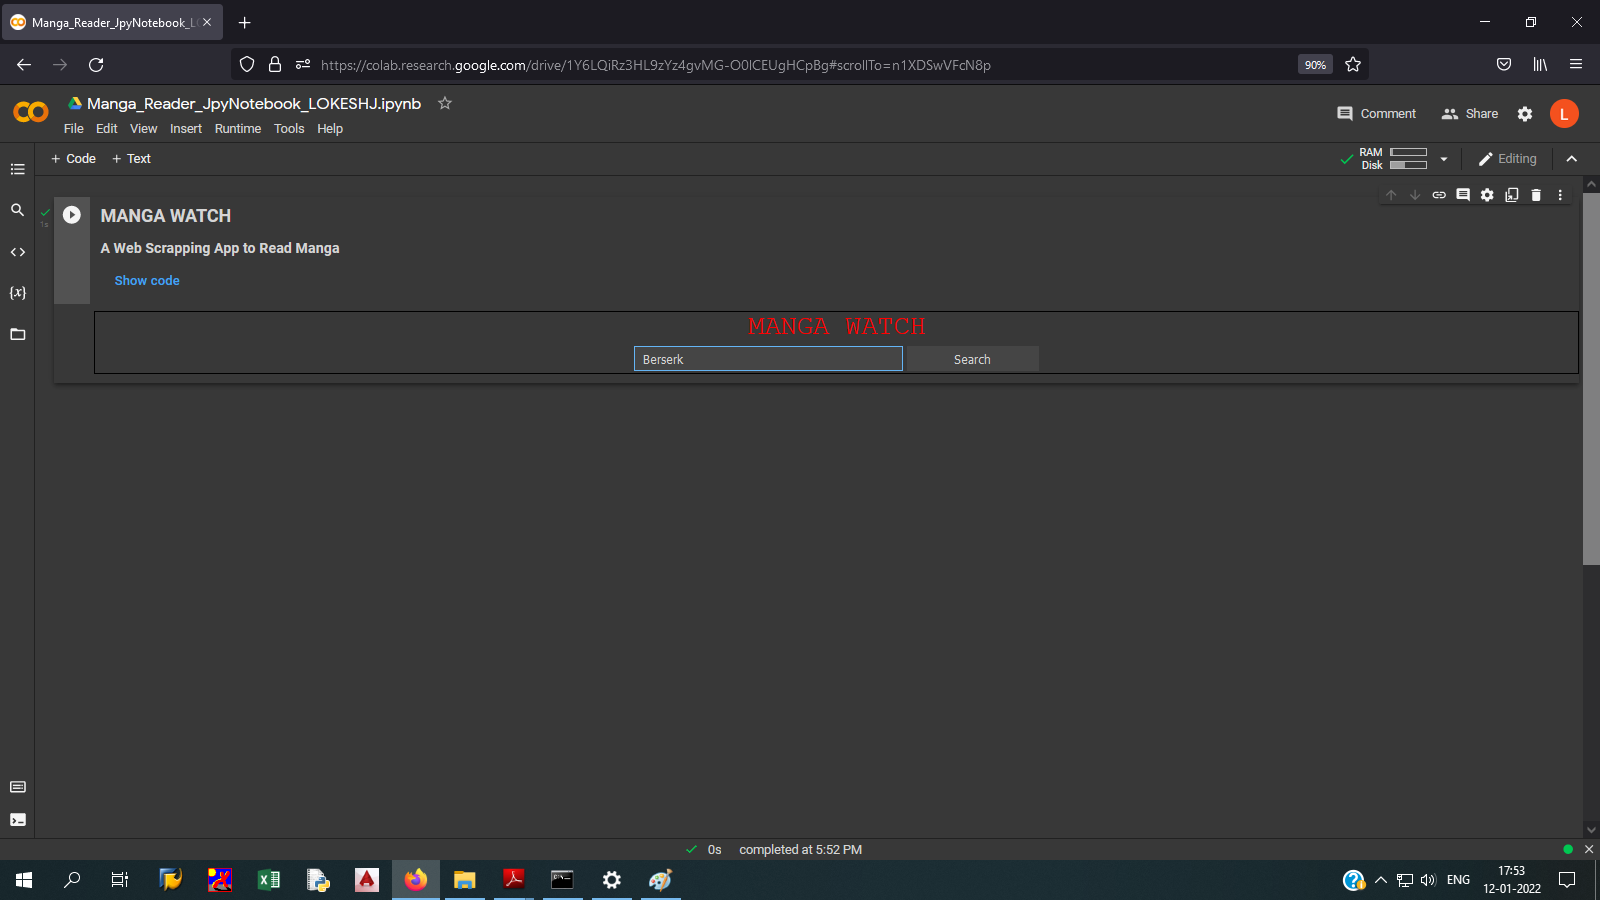 Manga_Reader_JpyNotebook_L
https://colab.research.google.com/drive/1Y6LQiRz3HL9zYz4gvMG-O0ICEUgHCpBg#scrollTo=n1XDSwVFcN8p
90%
Manga_Reader_JpyNotebook_LOKESHJ.ipynb
File Edit View Insert Runtime Tools Help
Comment Share L
+ Code + Text
RAM
Disk
Editing
1s
MANGA WATCH
A Web Scrapping App to Read Manga
Show code
{x}
MANGA WATCH
Berserk Search
0s completed at 5:52 PM
ENG
17:53
12-01-2022